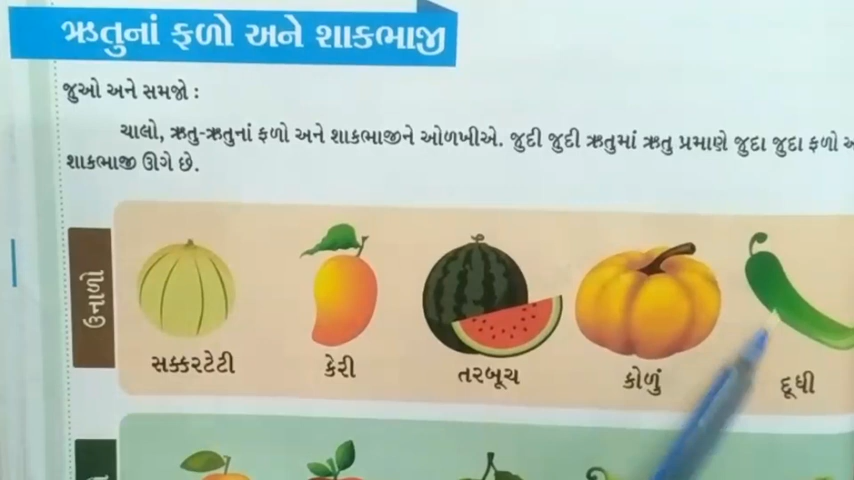 ઋતુનાં ફળો અને શાકભાજી
જુઓ અને સમજો :
ચાલો, ઋતુ-ઋતુનાં ફળો અને શાકભાજીને ઓળખીએ. જુદી જુદી ઋતુમાં ઋતુ પ્રમાણે જુદા જુદા ફળો
શાકભાજી ઊગે છે.
ઉનાળો
સક્કરટેટી
કેરી
તરબૂચ
કોળું
દૂધી